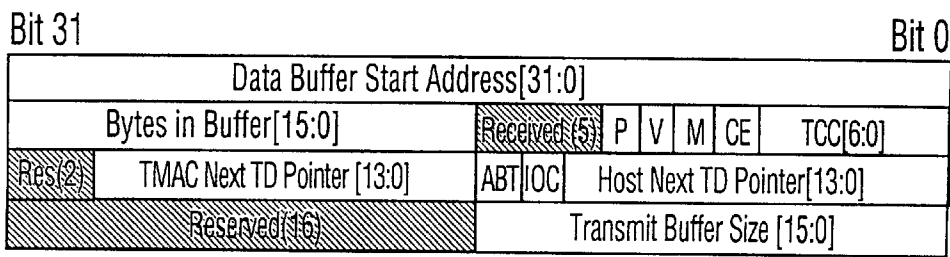 Bit 31 Bit 0
Data Buffer Start Address[31:0]
Bytes in Buffer[15:0] Received(5) P V M CE TCC[6:0]
Res(2) TMAC Next TD Pointer [13:0] ABT IOC Host Next TD Pointer[13:0]
Reserved(16) Transmit Buffer Size [15:0]